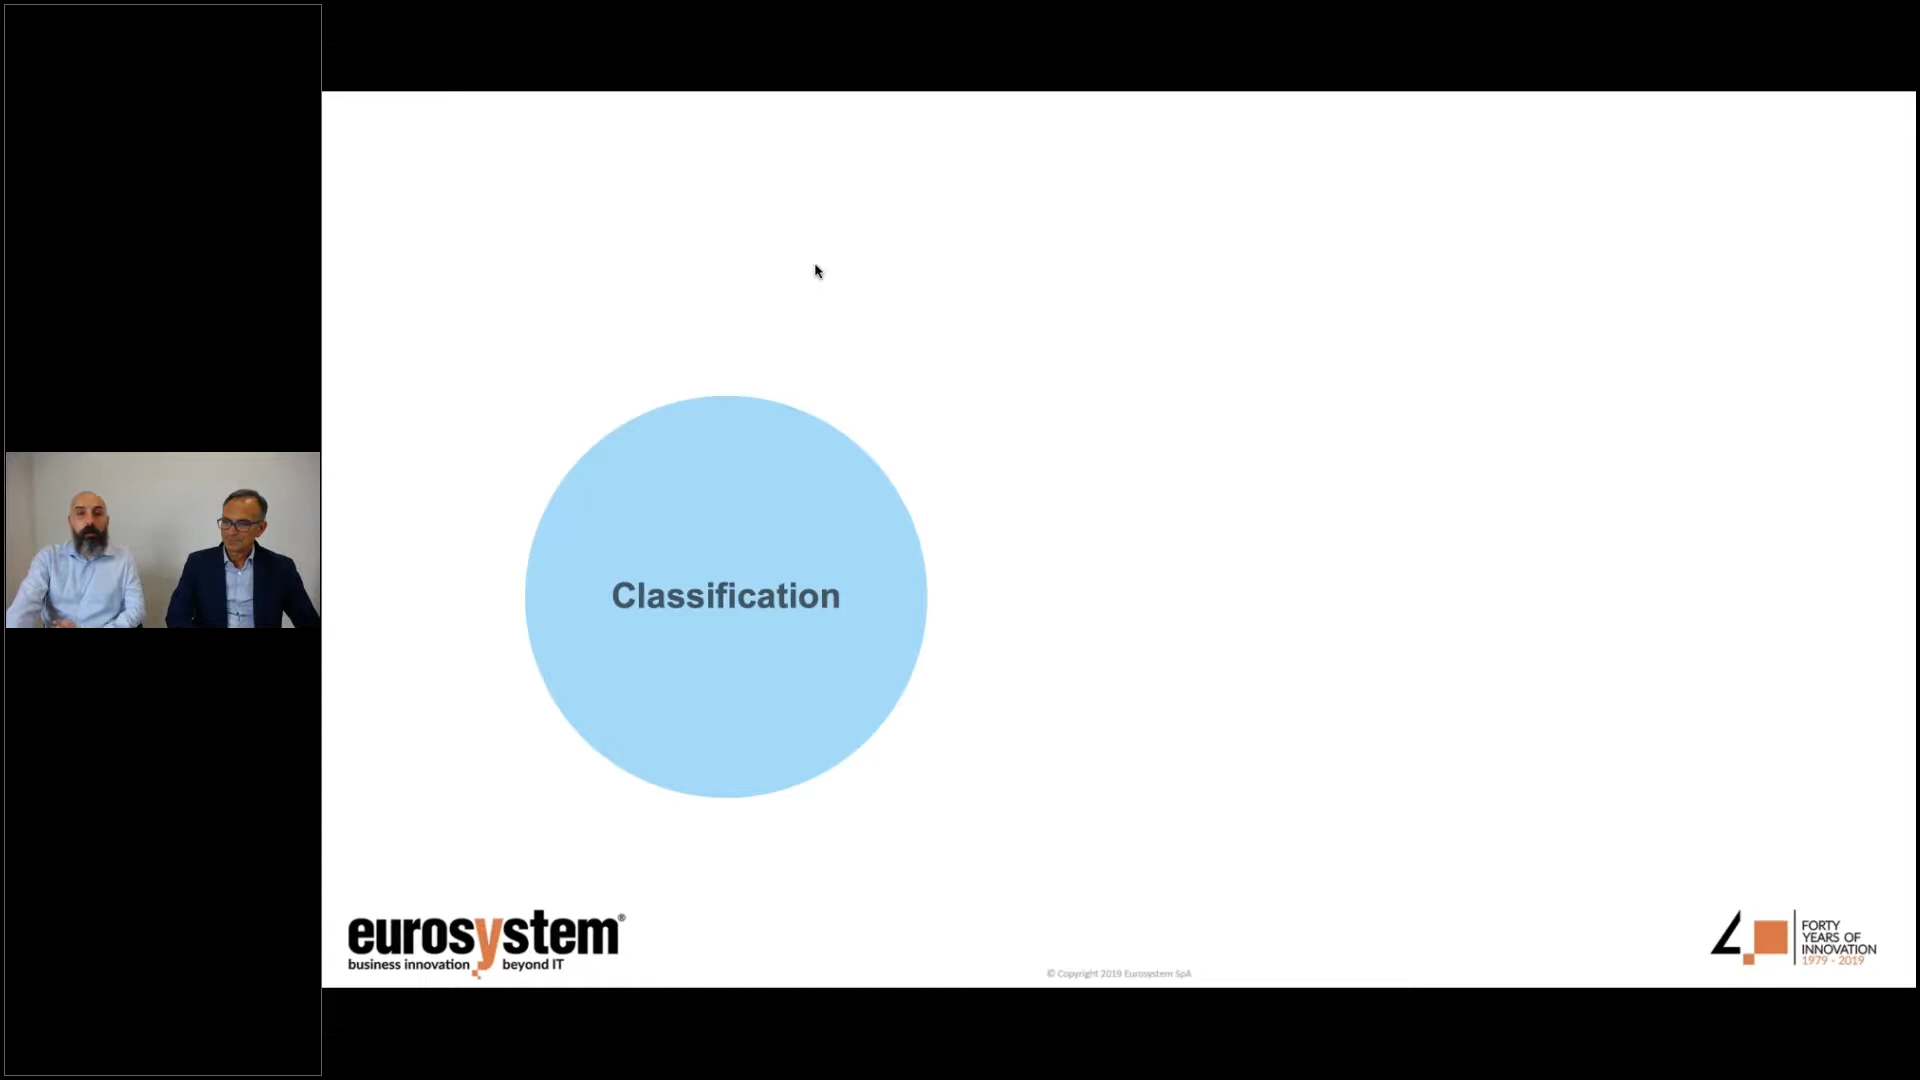 Classification
eurosystem®
business innovation beyond IT
© Copyright 2019 Eurosystem SpA
FORTY
YEARS OF
INNOVATION
1979 - 2019